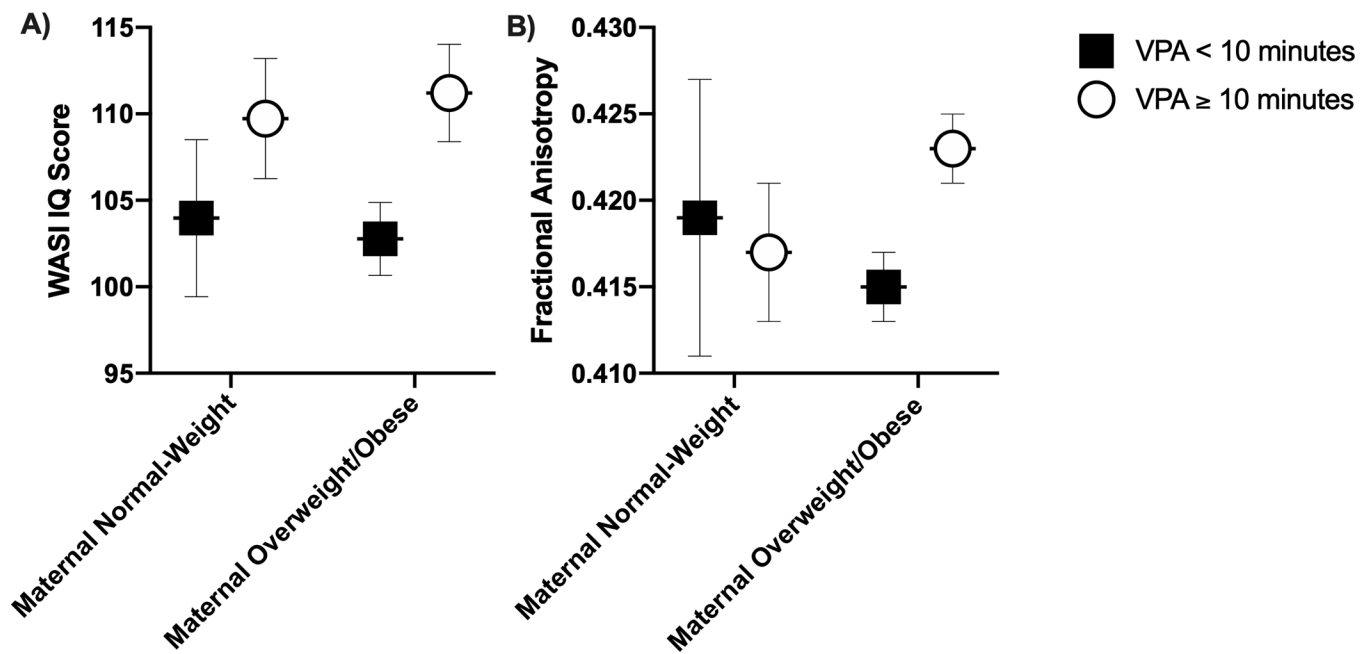 A)
WASI IQ Score
115
110
105
100
95
Maternal Normal-Weight
Maternal Overweight/Obese
B)
Fractional Anisotropy
0.430
0.425
0.420
0.415
0.410
Maternal Normal-Weight
Maternal Overweight/Obese
VPA < 10 minutes
VPA ≥ 10 minutes